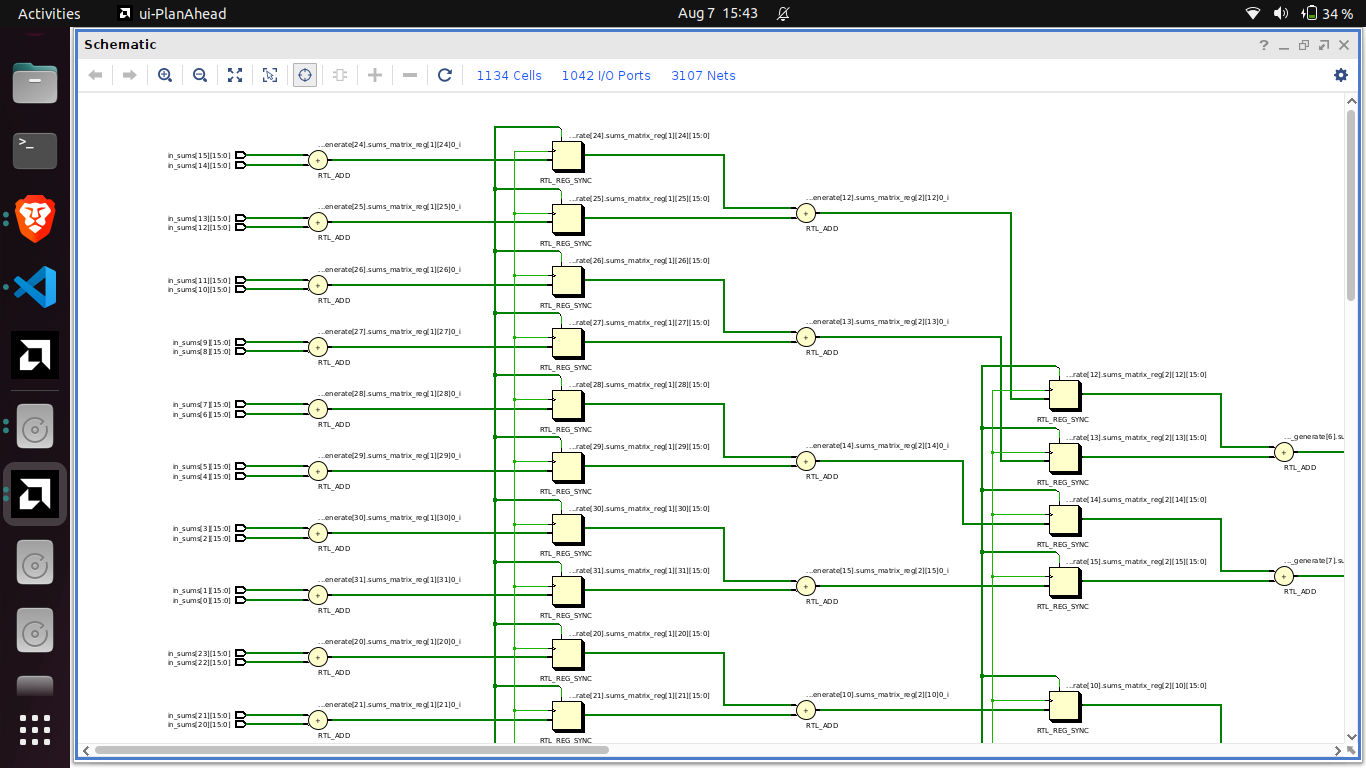 Activities
ui-PlanAhead
Aug 7 15:43
34 %
Schematic
1134 Cells
1042 I/O Ports
3107 Nets
>_
in_sums[15][15:0]
in_sums[14][15:0]
...enerate[24].sums_matrix_reg[1][24]0_i
+
RTL_ADD
...rate[24].sums_matrix_reg[1][24][15:0]
RTL_REG_SYNC
in_sums[13][15:0]
in_sums[12][15:0]
...enerate[25].sums_matrix_reg[1][25]0_i
+
RTL_ADD
...rate[25].sums_matrix_reg[1][25][15:0]
RTL_REG_SYNC
...enerate[12].sums_matrix_reg[2][12]0_i
+
RTL_ADD
in_sums[11][15:0]
in_sums[10][15:0]
...enerate[26].sums_matrix_reg[1][26]0_i
+
RTL_ADD
...rate[26].sums_matrix_reg[1][26][15:0]
RTL_REG_SYNC
in_sums[9][15:0]
in_sums[8][15:0]
...enerate[27].sums_matrix_reg[1][27]0_i
+
RTL_ADD
...rate[27].sums_matrix_reg[1][27][15:0]
RTL_REG_SYNC
...enerate[13].sums_matrix_reg[2][13]0_i
+
RTL_ADD
in_sums[7][15:0]
in_sums[6][15:0]
...enerate[28].sums_matrix_reg[1][28]0_i
+
RTL_ADD
...rate[28].sums_matrix_reg[1][28][15:0]
RTL_REG_SYNC
...rate[12].sums_matrix_reg[2][12][15:0]
RTL_REG_SYNC
in_sums[5][15:0]
in_sums[4][15:0]
...enerate[29].sums_matrix_reg[1][29]0_i
+
RTL_ADD
...rate[29].sums_matrix_reg[1][29][15:0]
RTL_REG_SYNC
...enerate[14].sums_matrix_reg[2][14]0_i
+
RTL_ADD
...rate[13].sums_matrix_reg[2][13][15:0]
RTL_REG_SYNC
..._generate[6].su
+
RTL_ADD
in_sums[3][15:0]
in_sums[2][15:0]
...enerate[30].sums_matrix_reg[1][30]0_i
+
RTL_ADD
...rate[30].sums_matrix_reg[1][30][15:0]
RTL_REG_SYNC
...rate[14].sums_matrix_reg[2][14][15:0]
RTL_REG_SYNC
in_sums[1][15:0]
in_sums[0][15:0]
...enerate[31].sums_matrix_reg[1][31]0_i
+
RTL_ADD
...rate[31].sums_matrix_reg[1][31][15:0]
RTL_REG_SYNC
...enerate[15].sums_matrix_reg[2][15]0_i
+
RTL_ADD
...rate[15].sums_matrix_reg[2][15][15:0]
RTL_REG_SYNC
..._generate[7].su
+
RTL_ADD
in_sums[23][15:0]
in_sums[22][15:0]
...enerate[20].sums_matrix_reg[1][20]0_i
+
RTL_ADD
...rate[20].sums_matrix_reg[1][20][15:0]
RTL_REG_SYNC
in_sums[21][15:0]
in_sums[20][15:0]
...enerate[21].sums_matrix_reg[1][21]0_i
+
RTL_ADD
...rate[21].sums_matrix_reg[1][21][15:0]
RTL_REG_SYNC
...enerate[10].sums_matrix_reg[2][10]0_i
+
RTL_ADD
...rate[10].sums_matrix_reg[2][10][15:0]
RTL_REG_SYNC